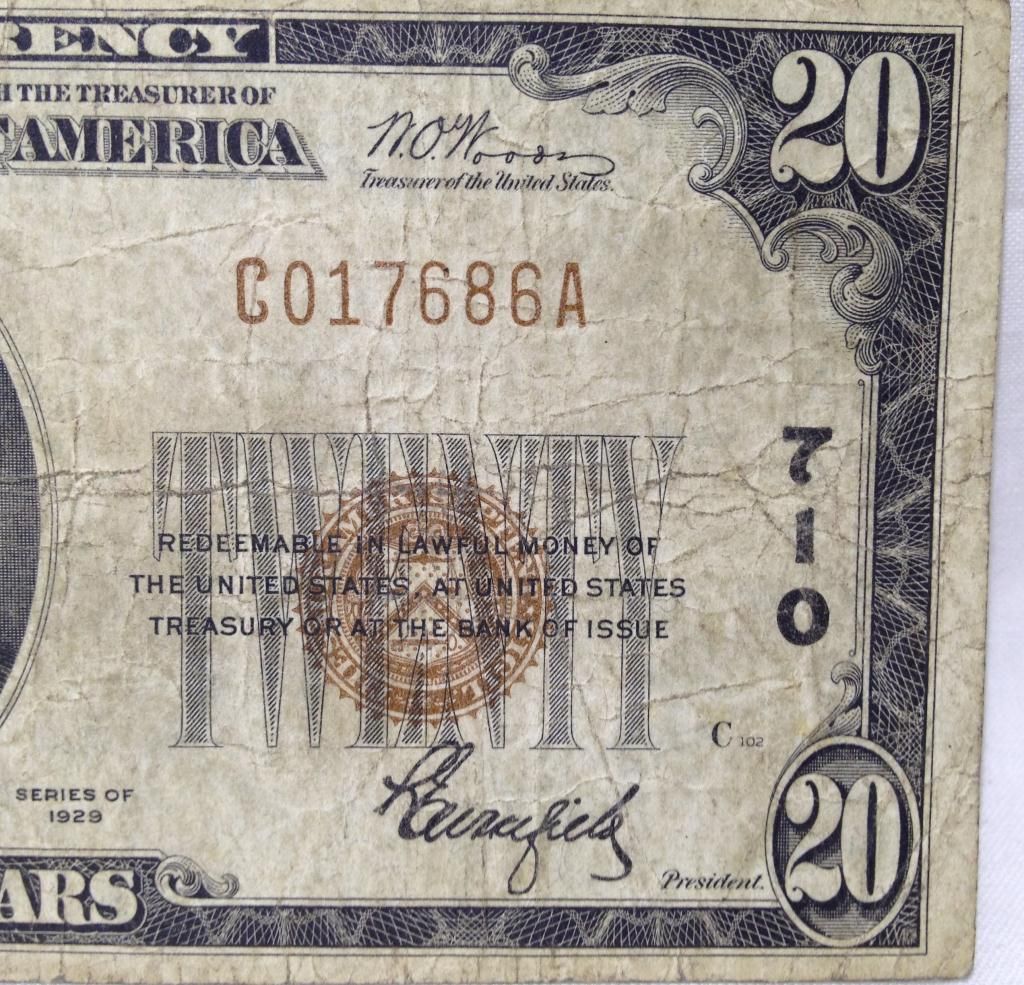 RENCY
H THE TREASURER OF
AMERICA
W.O. Woods
Treasurer of the United States.
20
C017686A
710
TWENTY
REDEEMABLE IN LAWFUL MONEY OF
THE UNITED STATES, AT UNITED STATES
TREASURY OR AT THE BANK OF ISSUE
C 102
SERIES OF
1929
President.
20
ARS